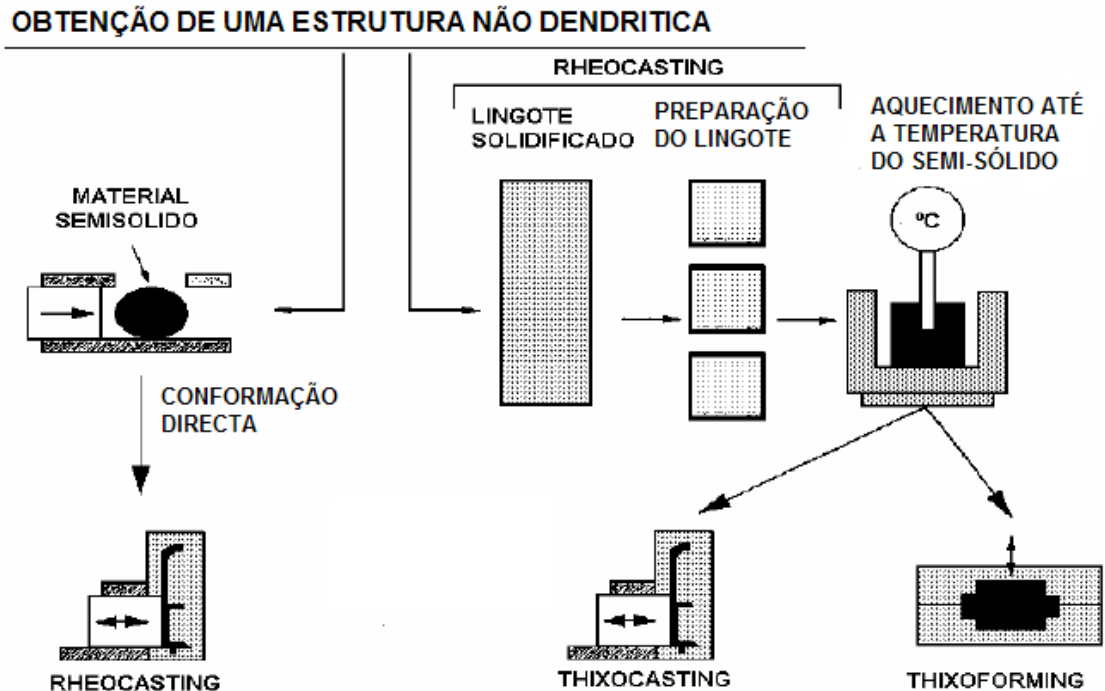 OBTENÇÃO DE UMA ESTRUTURA NÃO DENDRITICA
RHEOCASTING
LINGOTE
SOLIDIFICADO
PREPARAÇÃO
DO LINGOTE
AQUECIMENTO ATÉ
A TEMPERATURA
DO SEMI-SÓLIDO
MATERIAL
SEMISOLIDO
ºC
CONFORMAÇÃO
DIRECTA
RHEOCASTING
THIXOCASTING
THIXOFORMING